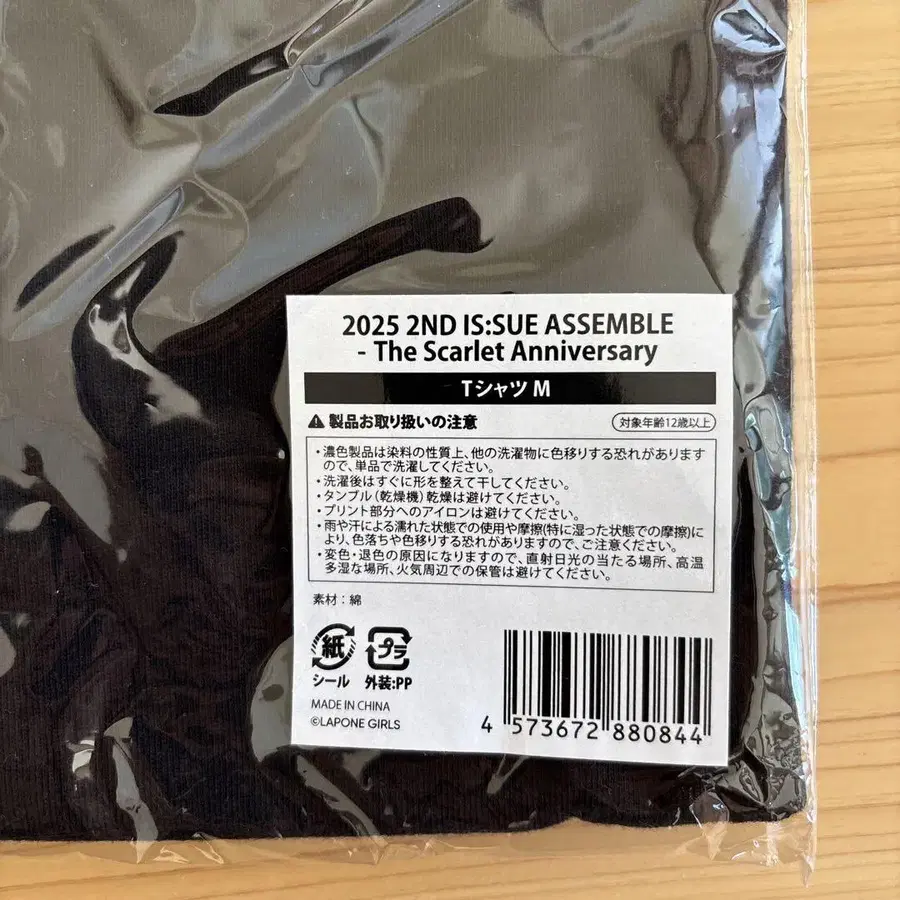 2025 2ND IS:SUE ASSEMBLE
- The Scarlet Anniversary
Tシャツ M
製品お取り扱いの注意
対象年齢12歳以上
・濃色製品は染料の性質上、他の洗濯物に色移りする恐れがあります
ので、単品で洗濯してください。
・洗濯後はすぐに形を整えて干してください。
・タンブル(乾燥機)乾燥は避けてください。
・プリント部分へのアイロンは避けてください。
・雨や汗による濡れた状態での使用や摩擦(特に湿った状態での摩擦)に
より、色落ちや色移りする恐れがありますので、ご注意ください。
・変色・退色の原因になりますので、直射日光の当たる場所、高温
多湿な場所、火気周辺での保管は避けてください。
素材：綿
紙 プラ
シール 外装:PP
MADE IN CHINA
©LAPONE GIRLS
4 573672 880844